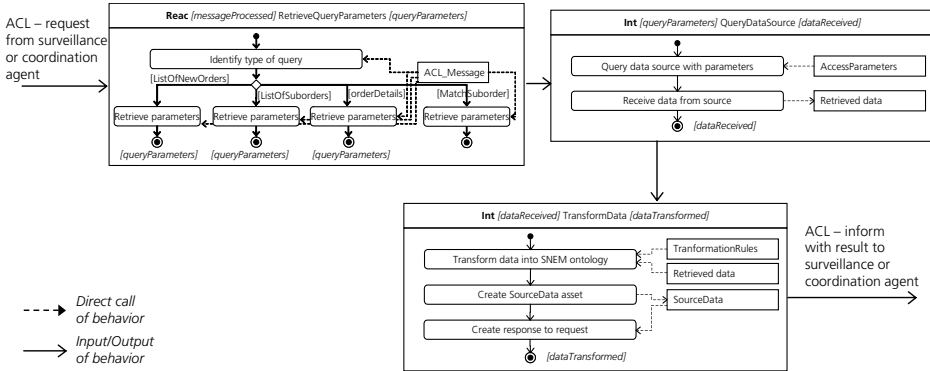 ACL – request
from surveillance
or coordination
agent
Reac [messageProcessed] RetrieveQueryParameters [queryParameters]
Identify type of query
ACL_Message
[ListOfNewOrders]
[ListOfSuborders]
[orderDetails]
[MatchSuborder]
Retrieve parameters
Retrieve parameters
Retrieve parameters
Retrieve parameters
[queryParameters]
[queryParameters]
[queryParameters]
Int [queryParameters] QueryDataSource [dataReceived]
Query data source with parameters
AccessParameters
Receive data from source
Retrieved data
[dataReceived]
Int [dataReceived] TransformData [dataTransformed]
Transform data into SNEM ontology
TranformationRules
Retrieved data
Create SourceData asset
SourceData
Create response to request
[dataTransformed]
ACL – inform
with result to
surveillance or
coordination agent
Direct call
of behavior
Input/Output
of behavior